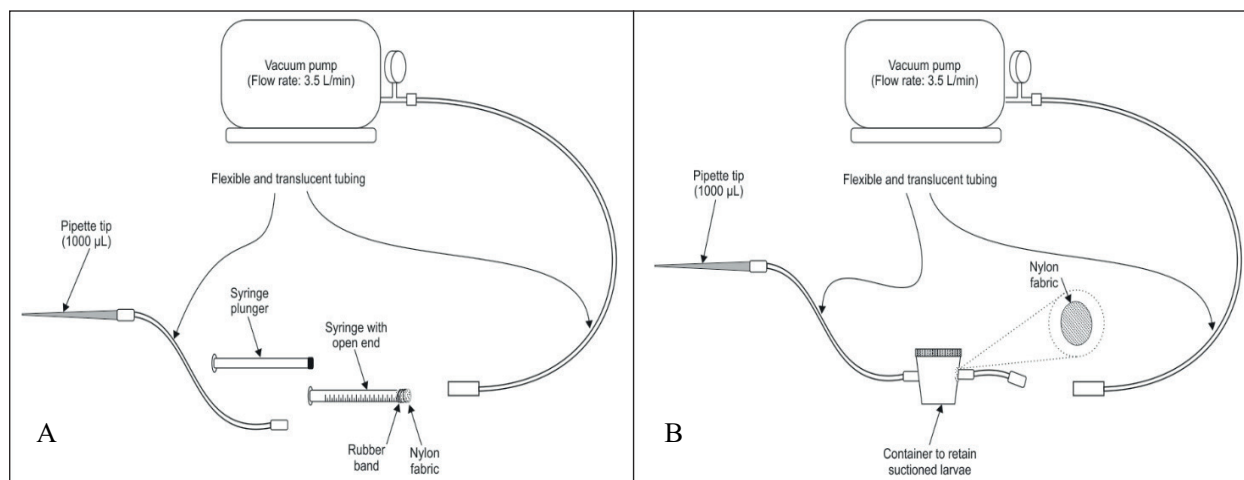 Vacuum pump
(Flow rate: 3.5 L/min)
Flexible and translucent tubing
Pipette tip
(1000 µL)
Syringe
plunger
Syringe with
open end
Rubber
band
Nylon
fabric
A
Vacuum pump
(Flow rate: 3.5 L/min)
Pipette tip
(1000 µL)
Flexible and translucent tubing
Nylon
fabric
Container to retain
suctioned larvae
B